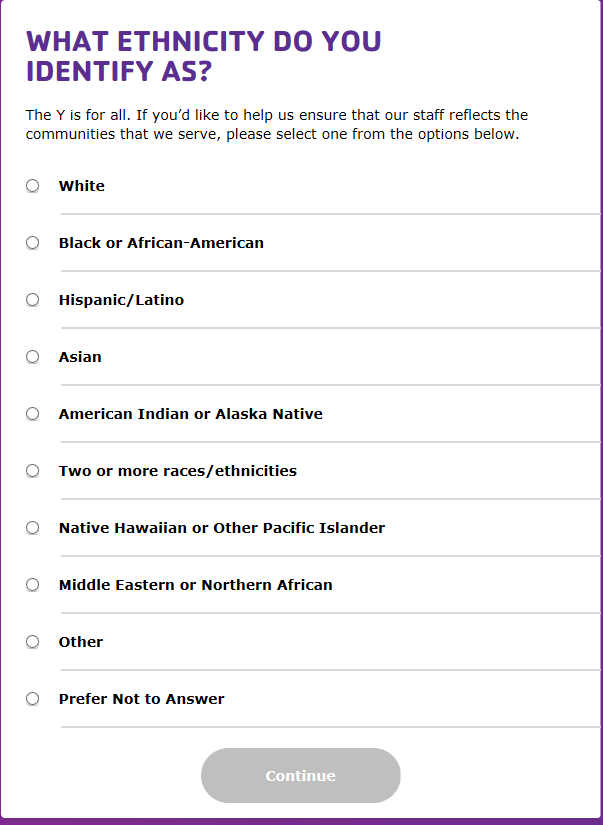 WHAT ETHNICITY DO YOU
IDENTIFY AS?
The Y is for all. If you’d like to help us ensure that our staff reflects the
communities that we serve, please select one from the options below.
White
Black or African-American
Hispanic/Latino
Asian
American Indian or Alaska Native
Two or more races/ethnicities
Native Hawaiian or Other Pacific Islander
Middle Eastern or Northern African
Other
Prefer Not to Answer
Continue